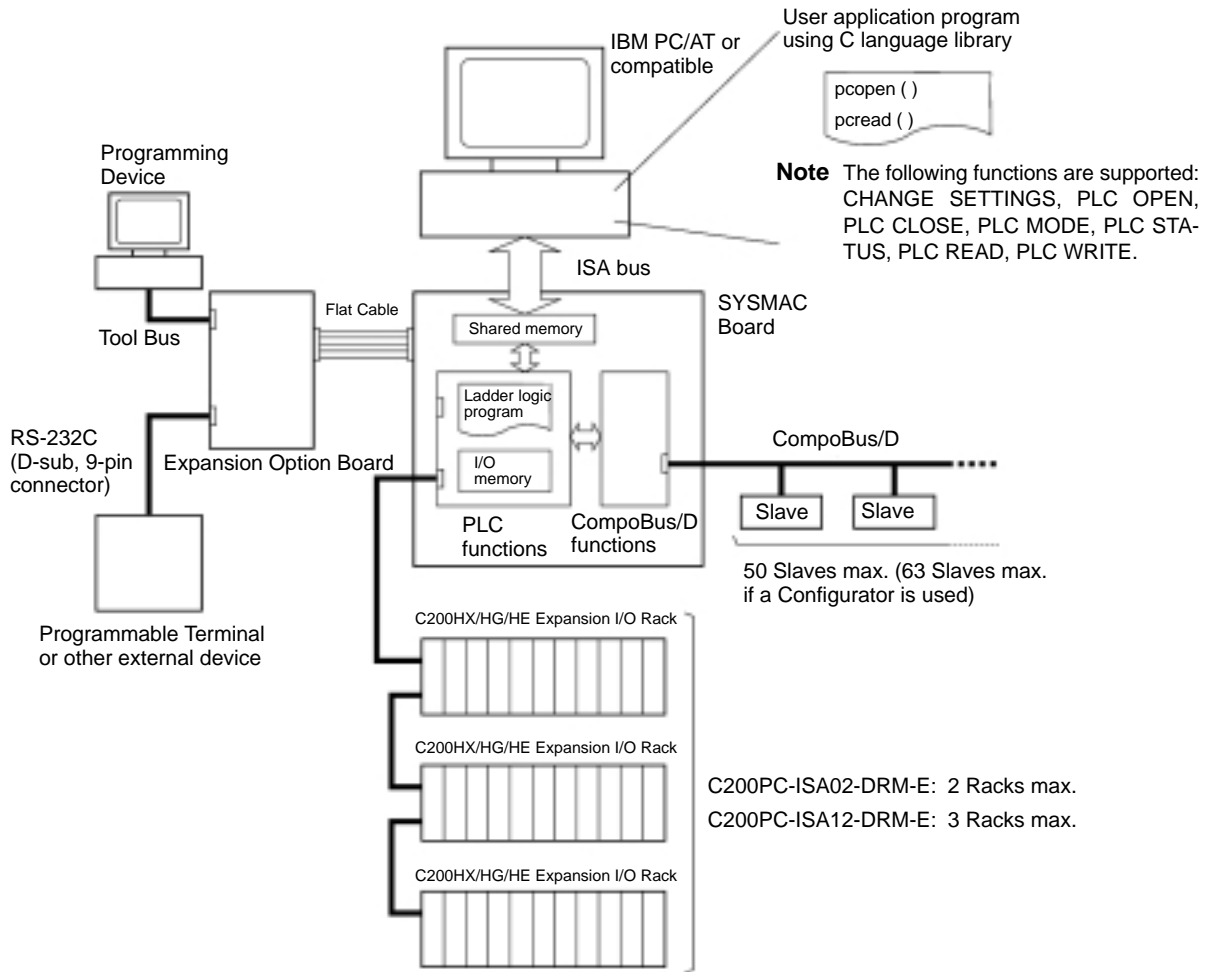 User application program
using C language library
IBM PC/AT or
compatible
pcopen ( )
pcread ( )
Programming
Device
Note The following functions are supported:
CHANGE SETTINGS, PLC OPEN,
PLC CLOSE, PLC MODE, PLC STA-
TUS, PLC READ, PLC WRITE.
ISA bus
SYSMAC
Board
Flat Cable
Tool Bus
Shared memory
Ladder logic
program
RS-232C
(D-sub, 9-pin
connector)
Expansion Option Board
I/O
memory
CompoBus/D
Slave
Slave
PLC
functions
CompoBus/D
functions
50 Slaves max. (63 Slaves max.
if a Configurator is used)
Programmable Terminal
or other external device
C200HX/HG/HE Expansion I/O Rack
C200HX/HG/HE Expansion I/O Rack
C200PC-ISA02-DRM-E: 2 Racks max.
C200PC-ISA12-DRM-E: 3 Racks max.
C200HX/HG/HE Expansion I/O Rack